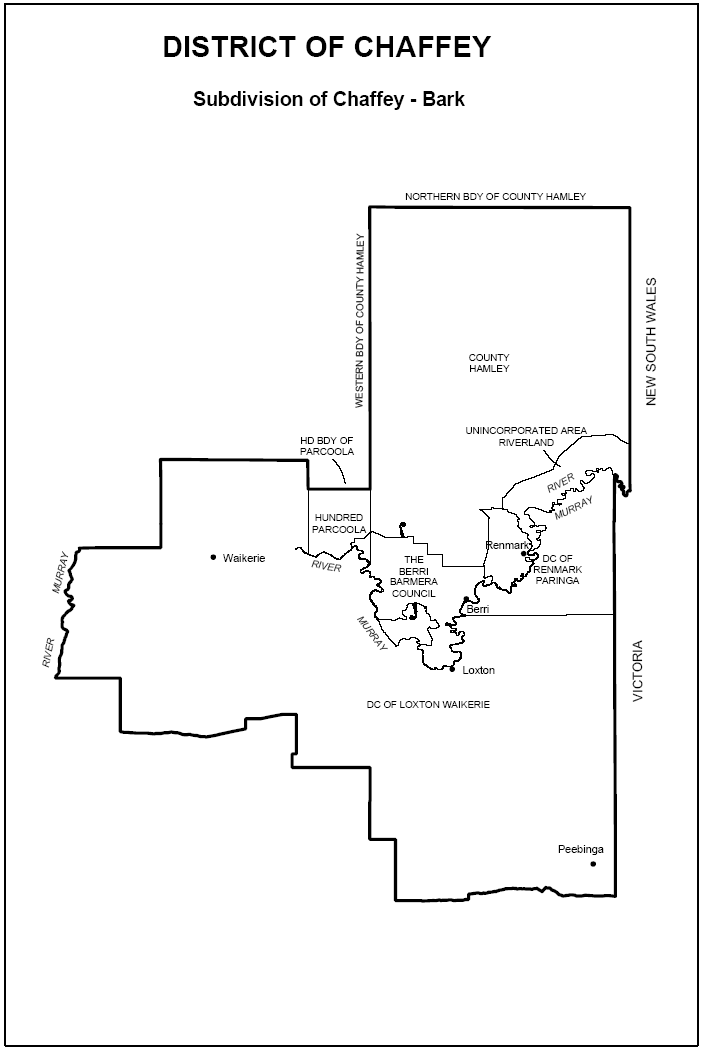 DISTRICT OF CHAFFEY
Subdivision of Chaffey - Bark
NORTHERN BDY OF COUNTY HAMLEY
WESTERN BDY OF COUNTY HAMLEY
NEW SOUTH WALES
COUNTY
HAMLEY
UNINCORPORATED AREA
RIVERLAND
HD BDY OF
PARCOOLA
RIVER
MURRAY
HUNDRED
PARCOOLA
Renmark
DC OF
RENMARK
PARINGA
THE
BERRI
BARMERA
COUNCIL
Waikerie
RIVER
MURRAY
RIVER
MURRAY
Berri
Loxton
VICTORIA
DC OF LOXTON WAIKERIE
Peebinga